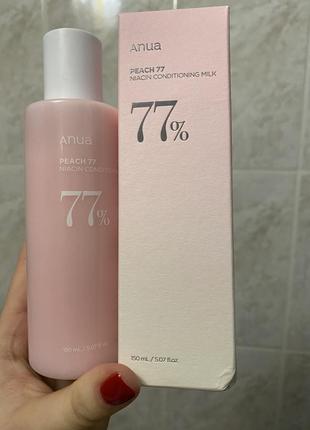 Anua
PEACH 77
NIACIN CONDITIO
77%
150 mL / 5.07 fl.oz
Anua
PEACH 77
NIACIN CONDITIONING MILK
77%
150 mL / 5.07 fl.oz.